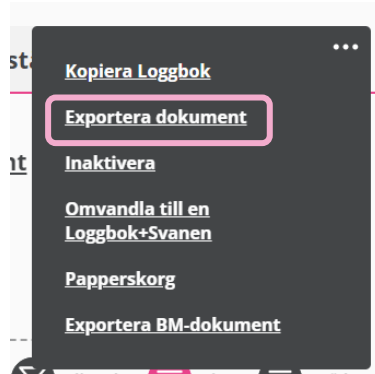 Kopiera Loggbok
Exportera dokument
Inaktivera
Omvandla till en
Loggbok+Svanen
Papperskorg
Exportera BM-dokument